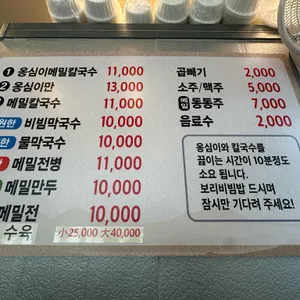 1 옹심이메밀칼국수 11,000
2 옹심이만 13,000
메밀칼국수 11,000
원한 비빔막국수 10,000
한 물막국수 10,000
메밀전병 11,000
메밀만두 10,000
메밀전 10,000
수육 小25,000 大40,000
곱빼기 2,000
소주/맥주 5,000
동동주 7,000
음료수 2,000
옹심이와 칼국수를
끓이는 시간이 10분정도
소요 됩니다.
보리비빔밥 드시며
잠시만 기다려 주세요!